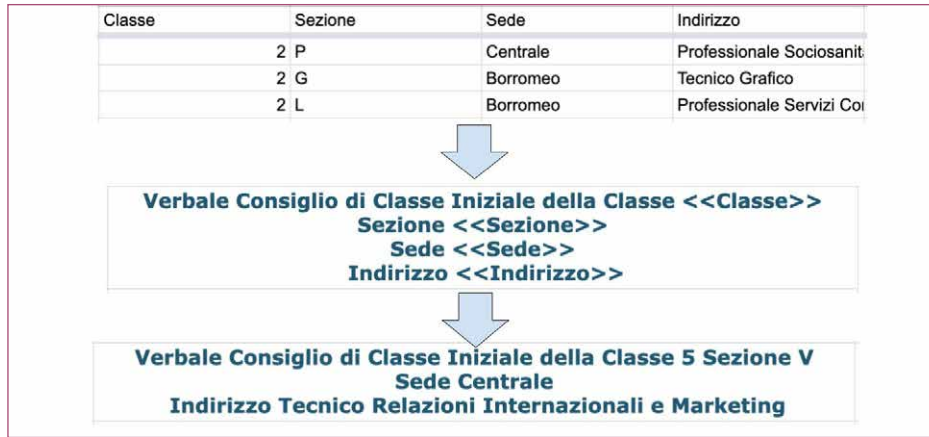 Classe Sezione Sede Indirizzo
2 P Centrale Professionale Sociosanit
2 G Borromeo Tecnico Grafico
2 L Borromeo Professionale Servizi Co
Verbale Consiglio di Classe Iniziale della Classe <<Classe>>
Sezione <<Sezione>>
Sede <<Sede>>
Indirizzo <<Indirizzo>>
Verbale Consiglio di Classe Iniziale della Classe 5 Sezione V
Sede Centrale
Indirizzo Tecnico Relazioni Internazionali e Marketing